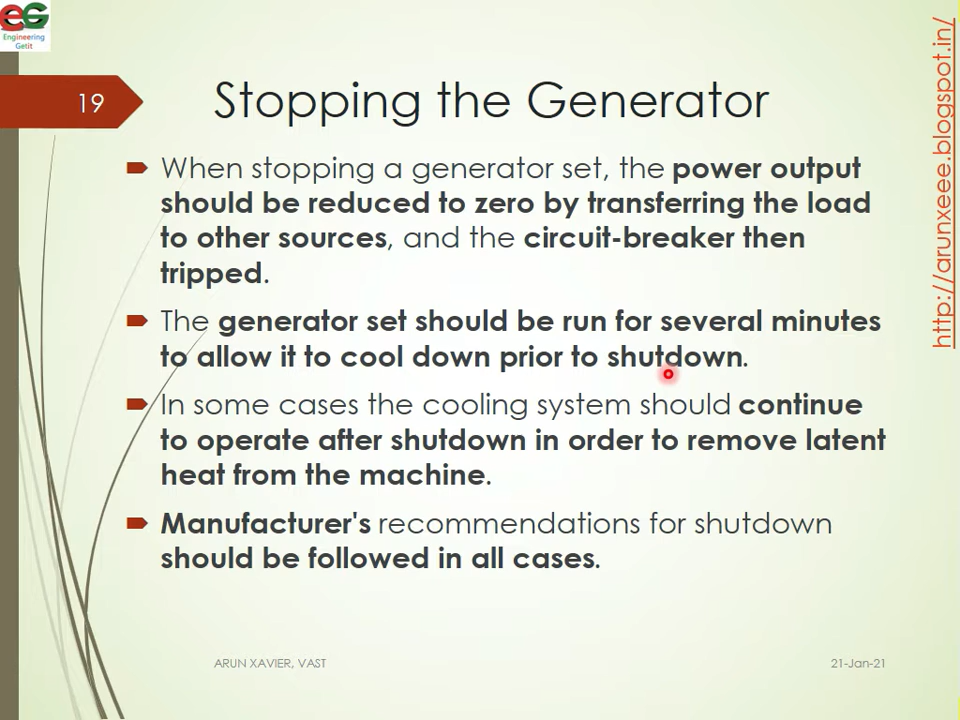 EG
Engineering
Getit
19
Stopping the Generator
When stopping a generator set, the power output
should be reduced to zero by transferring the load
to other sources, and the circuit-breaker then
tripped.
The generator set should be run for several minutes
to allow it to cool down prior to shutdown.
In some cases the cooling system should continue
to operate after shutdown in order to remove latent
heat from the machine.
Manufacturer's recommendations for shutdown
should be followed in all cases.
ARUN XAVIER, VAST
21-Jan-21
http://arunxeee.blogspot.in/